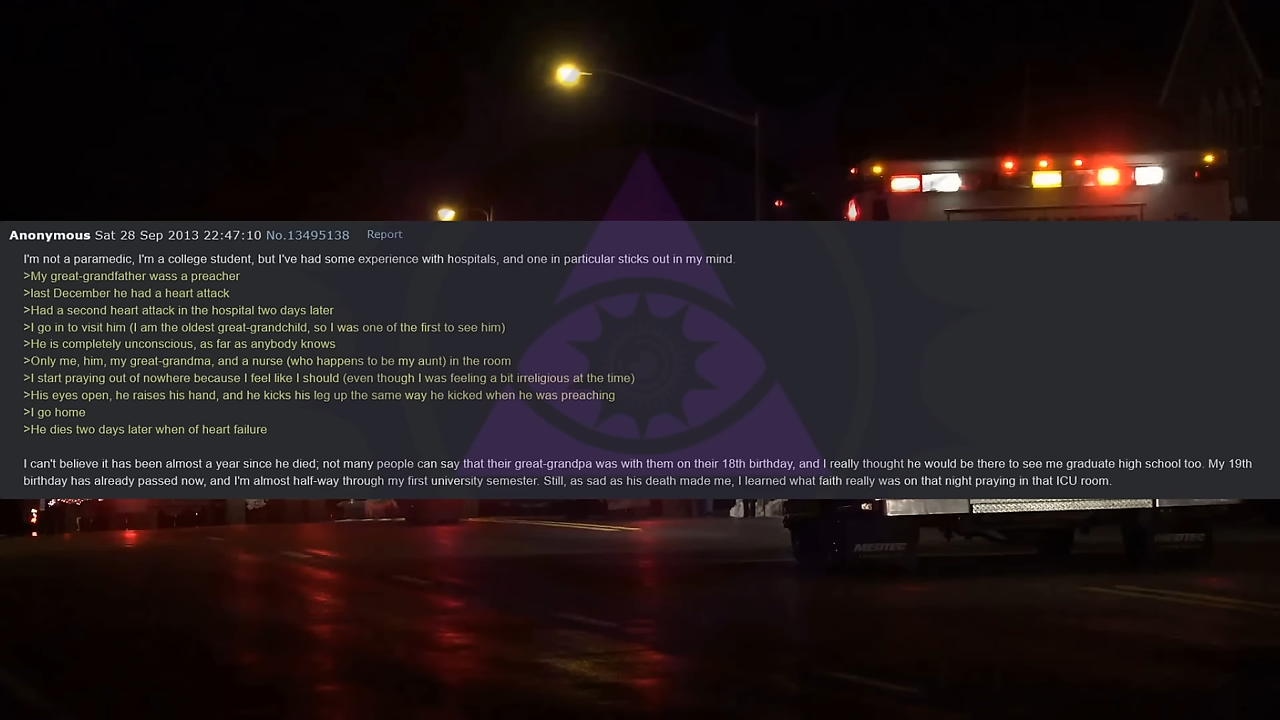 Anonymous Sat 28 Sep 2013 22:47:10 No.13495138 Report
I'm not a paramedic, I'm a college student, but I've had some experience with hospitals, and one in particular sticks out in my mind.
>My great-grandfather wass a preacher
>last December he had a heart attack
>Had a second heart attack in the hospital two days later
>I go in to visit him (I am the oldest great-grandchild, so I was one of the first to see him)
>He is completely unconscious, as far as anybody knows
>Only me, him, my great-grandma, and a nurse (who happens to be my aunt) in the room
>I start praying out of nowhere because I feel like I should (even though I was feeling a bit irreligious at the time)
>His eyes open, he raises his hand, and he kicks his leg up the same way he kicked when he was preaching
>I go home
>He dies two days later when of heart failure
I can't believe it has been almost a year since he died; not many people can say that their great-grandpa was with them on their 18th birthday, and I really thought he would be there to see me graduate high school too. My 19th
birthday has already passed now, and I'm almost half-way through my first university semester. Still, as sad as his death made me, I learned what faith really was on that night praying in that ICU room.
MEDTEC
MEDTEC